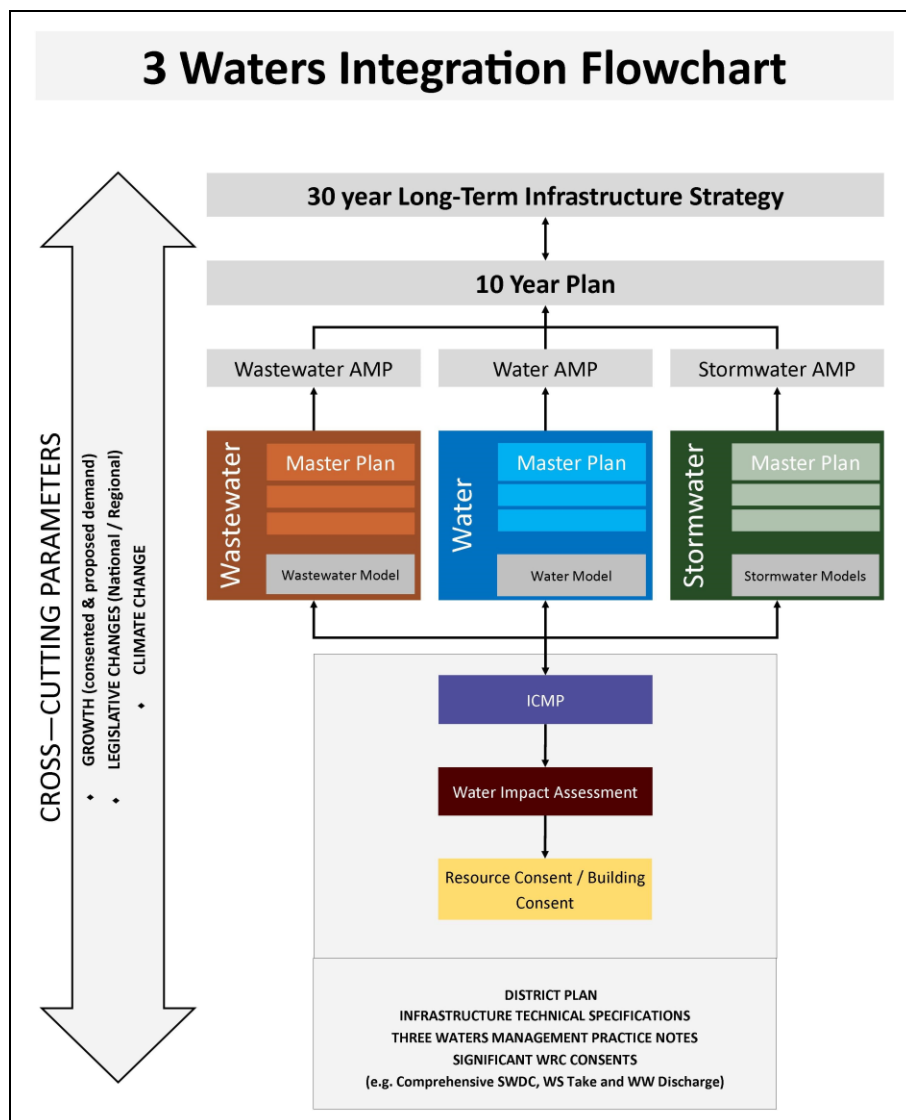 3 Waters Integration Flowchart
30 year Long-Term Infrastructure Strategy
10 Year Plan
Wastewater AMP
Water AMP
Stormwater AMP
Wastewater
Master Plan
Wastewater Model
Water
Master Plan
Water Model
Stormwater
Master Plan
Stormwater Models
CROSS—CUTTING PARAMETERS
♦ GROWTH (consented & proposed demand)
♦ LEGISLATIVE CHANGES (National / Regional)
♦ CLIMATE CHANGE
ICMP
Water Impact Assessment
Resource Consent / Building
Consent
DISTRICT PLAN
INFRASTRUCTURE TECHNICAL SPECIFICATIONS
THREE WATERS MANAGEMENT PRACTICE NOTES
SIGNIFICANT WRC CONSENTS
(e.g. Comprehensive SWDC, WS Take and WW Discharge)